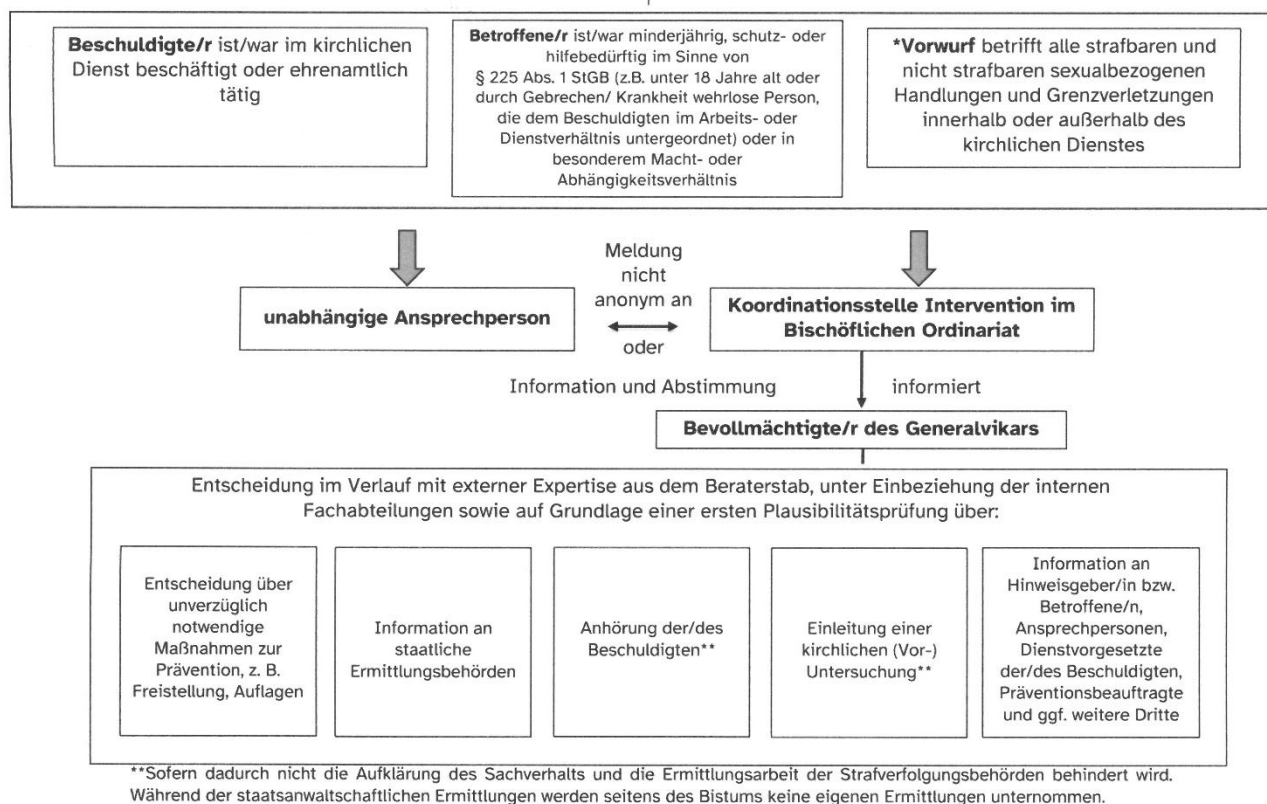 Beschuldigte/r ist/war im kirchlichen
Dienst beschäftigt oder ehrenamtlich
tätig
Betroffene/r ist/war minderjährig, schutz- oder
hilfebedürftig im Sinne von
§ 225 Abs. 1 StGB (z.B. unter 18 Jahre alt oder
durch Gebrechen/ Krankheit wehrlose Person,
die dem Beschuldigten im Arbeits- oder
Dienstverhältnis untergeordnet) oder in
besonderem Macht- oder
Abhängigkeitsverhältnis
*Vorwurf betrifft alle strafbaren und
nicht strafbaren sexualbezogenen
Handlungen und Grenzverletzungen
innerhalb oder außerhalb des
kirchlichen Dienstes
unabhängige Ansprechperson
Meldung
nicht
anonym an
oder
Koordinationsstelle Intervention im
Bischöflichen Ordinariat
Information und Abstimmung
informiert
Bevollmächtigte/r des Generalvikars
Entscheidung im Verlauf mit externer Expertise aus dem Beraterstab, unter Einbeziehung der internen
Fachabteilungen sowie auf Grundlage einer ersten Plausibilitätsprüfung über:
Entscheidung über
unverzüglich
notwendige
Maßnahmen zur
Prävention, z. B.
Freistellung, Auflagen
Information an
staatliche
Ermittlungsbehörden
Anhörung der/des
Beschuldigten**
Einleitung einer
kirchlichen (Vor-)
Untersuchung**
Information an
Hinweisgeber/in bzw.
Betroffene/n,
Ansprechpersonen,
Dienstvorgesetzte
der/des Beschuldigten,
Präventionsbeauftragte
und ggf. weitere Dritte
**Sofern dadurch nicht die Aufklärung des Sachverhalts und die Ermittlungsarbeit der Strafverfolgungsbehörden behindert wird.
Während der staatsanwaltschaftlichen Ermittlungen werden seitens des Bistums keine eigenen Ermittlungen unternommen.